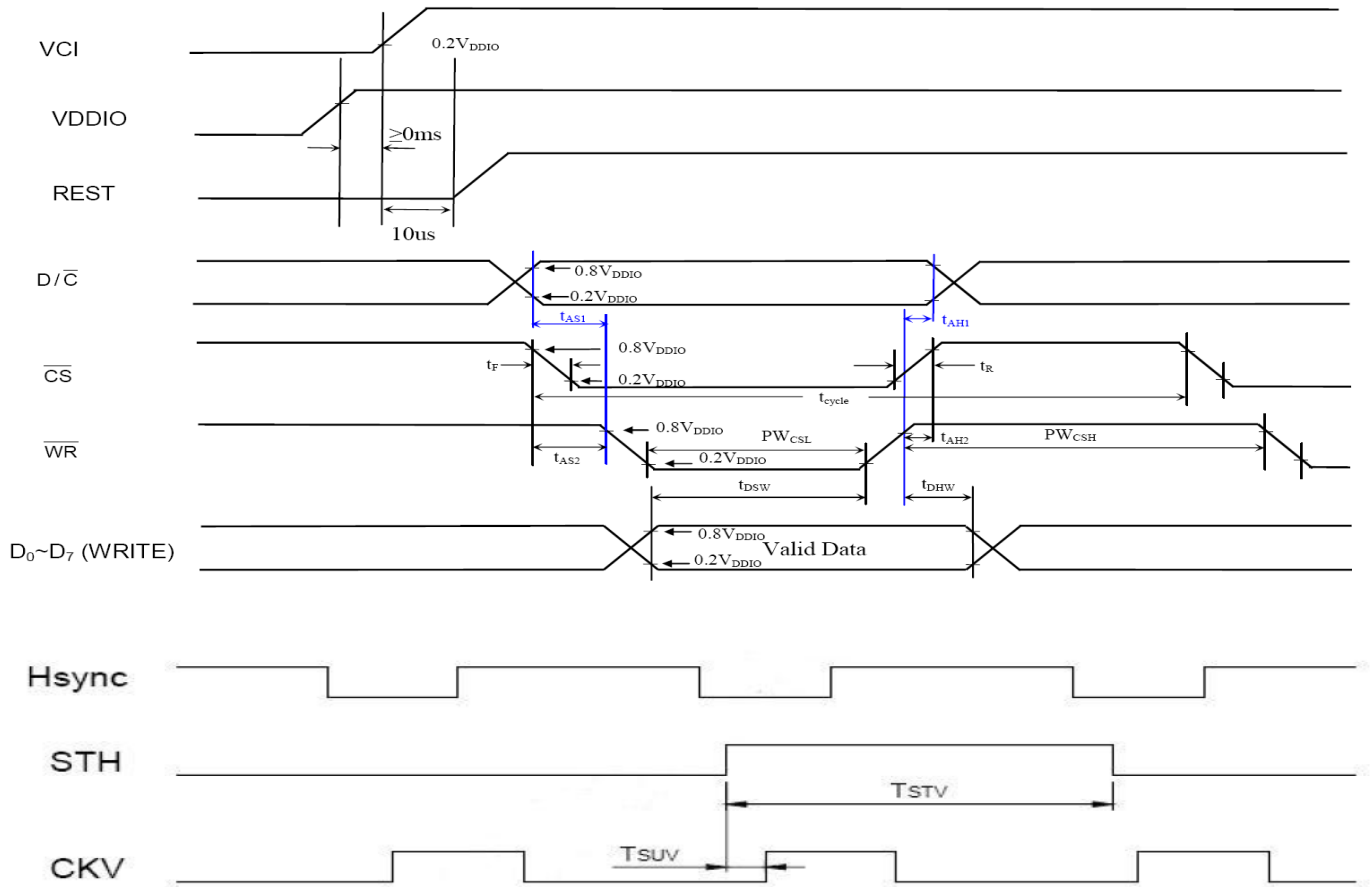 VCI
0.2VDDIO
VDDIO
≥0ms
REST
10us
D/C̅
0.8VDDIO
0.2VDDIO
tAS1
tAH1
C̅S̅
tF
0.8VDDIO
0.2VDDIO
tR
tcycle
W̅R̅
0.8VDDIO
PWCSL
tAH2
PWCSH
tAS2
0.2VDDIO
tDSW
tDHW
D0~D7 (WRITE)
0.8VDDIO
Valid Data
0.2VDDIO
Hsync
STH
TSTV
TSUV
CKV